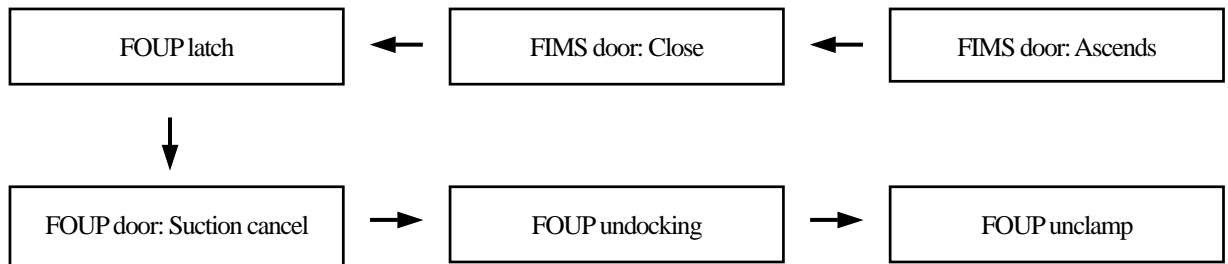 FOUP latch
FIMS door: Close
FIMS door: Ascends
FOUP door: Suction cancel
FOUP undocking
FOUP unclamp